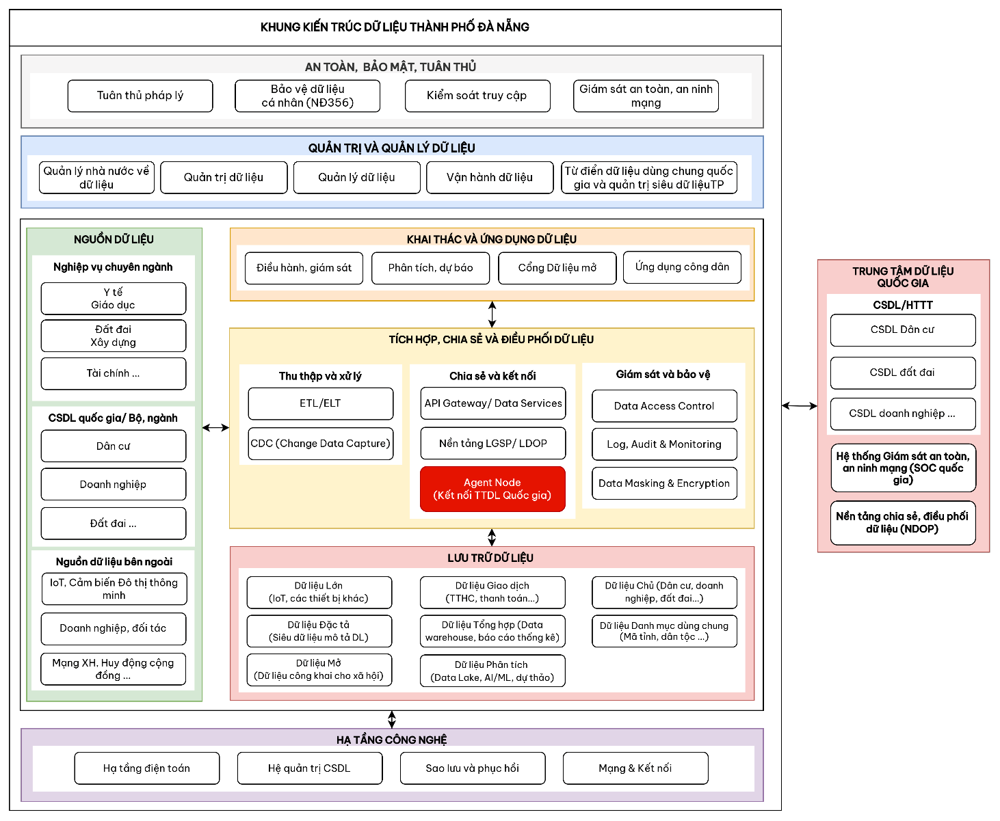 KHUNG KIẾN TRÚC DỮ LIỆU THÀNH PHỐ ĐÀ NẴNG
AN TOÀN, BẢO MẬT, TUÂN THỦ
Tuân thủ pháp lý
Bảo vệ dữ liệu
cá nhân (NĐ356)
Kiểm soát truy cập
Giám sát an toàn, an ninh
mạng
QUẢN TRỊ VÀ QUẢN LÝ DỮ LIỆU
Quản lý nhà nước về
dữ liệu
Quản trị dữ liệu
Quản lý dữ liệu
Vận hành dữ liệu
Từ điển dữ liệu dùng chung quốc
gia và quản trị siêu dữ liệuTP
NGUỒN DỮ LIỆU
Nghiệp vụ chuyên ngành
Y tế
Giáo dục
Đất đai
Xây dựng
Tài chính ...
CSDL quốc gia/ Bộ, ngành
Dân cư
Doanh nghiệp
Đất đai ...
Nguồn dữ liệu bên ngoài
IoT, Cảm biến Đô thị thông
minh
Doanh nghiệp, đối tác
Mạng XH, Huy động cộng
đồng ...
KHAI THÁC VÀ ỨNG DỤNG DỮ LIỆU
Điều hành, giám sát
Phân tích, dự báo
Cổng Dữ liệu mở
Ứng dụng công dân
TÍCH HỢP, CHIA SẺ VÀ ĐIỀU PHỐI DỮ LIỆU
Thu thập và xử lý
ETL/ELT
CDC (Change Data Capture)
Chia sẻ và kết nối
API Gateway/ Data Services
Nền tảng LGSP/ LDOP
Agent Node
(Kết nối TTDL Quốc gia)
Giám sát và bảo vệ
Data Access Control
Log, Audit & Monitoring
Data Masking & Encryption
LƯU TRỮ DỮ LIỆU
Dữ liệu Lớn
(IoT, các thiết bị khác)
Dữ liệu Giao dịch
(TTHC, thanh toán...)
Dữ liệu Chủ (Dân cư, doanh
nghiệp, đất đai...)
Dữ liệu Đặc tả
(Siêu dữ liệu mô tả DL)
Dữ liệu Tổng hợp (Data
warehouse, báo cáo thống kê)
Dữ liệu Danh mục dùng chung
(Mã tỉnh, dân tộc ...)
Dữ liệu Mở
(Dữ liệu công khai cho xã hội)
Dữ liệu Phân tích
(Data Lake, AI/ML, dự thảo)
HẠ TẦNG CÔNG NGHỆ
Hạ tầng điện toán
Hệ quản trị CSDL
Sao lưu và phục hồi
Mạng & Kết nối
TRUNG TÂM DỮ LIỆU
QUỐC GIA
CSDL/HTTT
CSDL Dân cư
CSDL đất đai
CSDL doanh nghiệp ...
Hệ thống Giám sát an toàn,
an ninh mạng (SOC quốc
gia)
Nền tảng chia sẻ, điều phối
dữ liệu (NDOP)